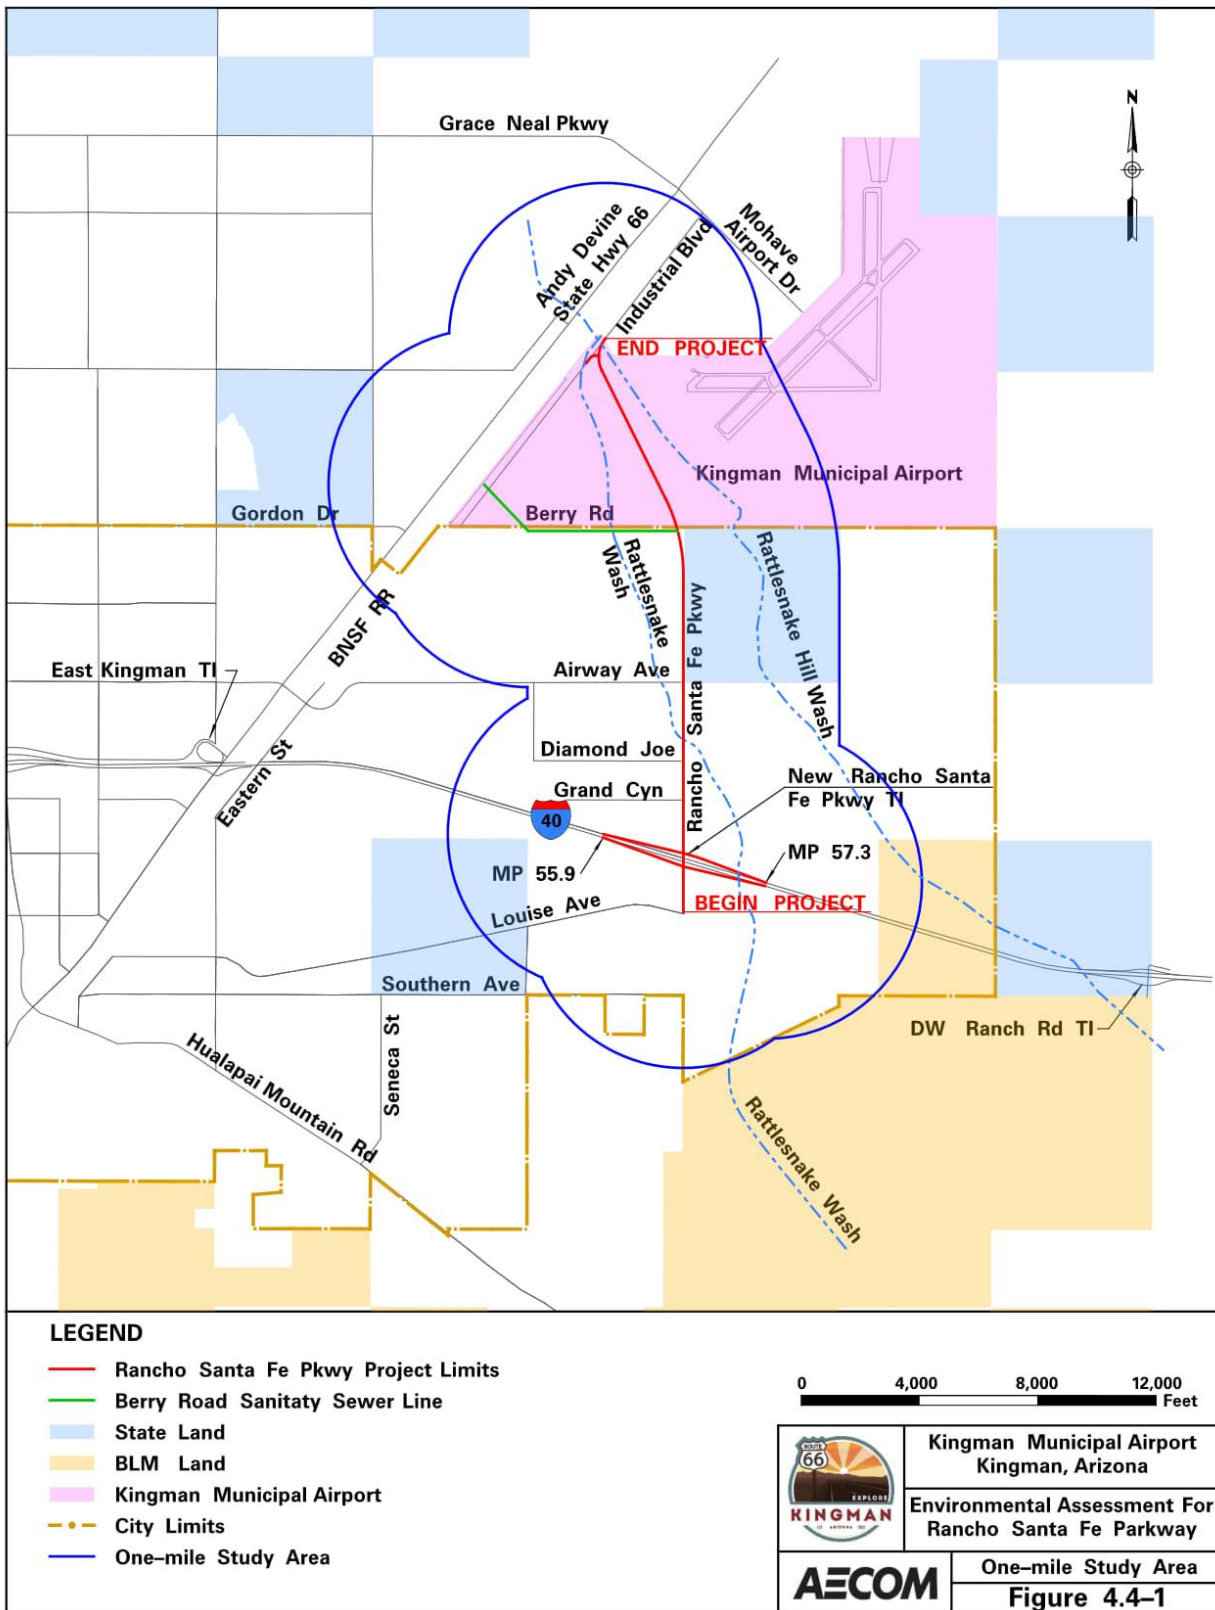 N
Grace Neal Pkwy
Andy Devine
State Hwy 66
Industrial Blvd
Mohave
Airport Dr
END PROJECT
Kingman Municipal Airport
Gordon Dr
Berry Rd
Rattlesnake
Wash
Rattlesnake Hill Wash
BNSF RR
Rancho Santa Fe Pkwy
East Kingman TI
Airway Ave
Diamond Joe
Grand Cyn
New Rancho Santa
Fe Pkwy TI
Eastern St
40
MP 55.9
MP 57.3
Louise Ave
BEGIN PROJECT
Southern Ave
Seneca St
DW Ranch Rd TI
Hualapai Mountain Rd
Rattlesnake Wash
LEGEND
Rancho Santa Fe Pkwy Project Limits
Berry Road Sanitaty Sewer Line
State Land
BLM Land
Kingman Municipal Airport
City Limits
One-mile Study Area
0 4,000 8,000 12,000
Feet
ROUTE
66
EXPLORE
KINGMAN
ARIZONA
Kingman Municipal Airport
Kingman, Arizona
Environmental Assessment For
Rancho Santa Fe Parkway
AECOM
One-mile Study Area
Figure 4.4-1